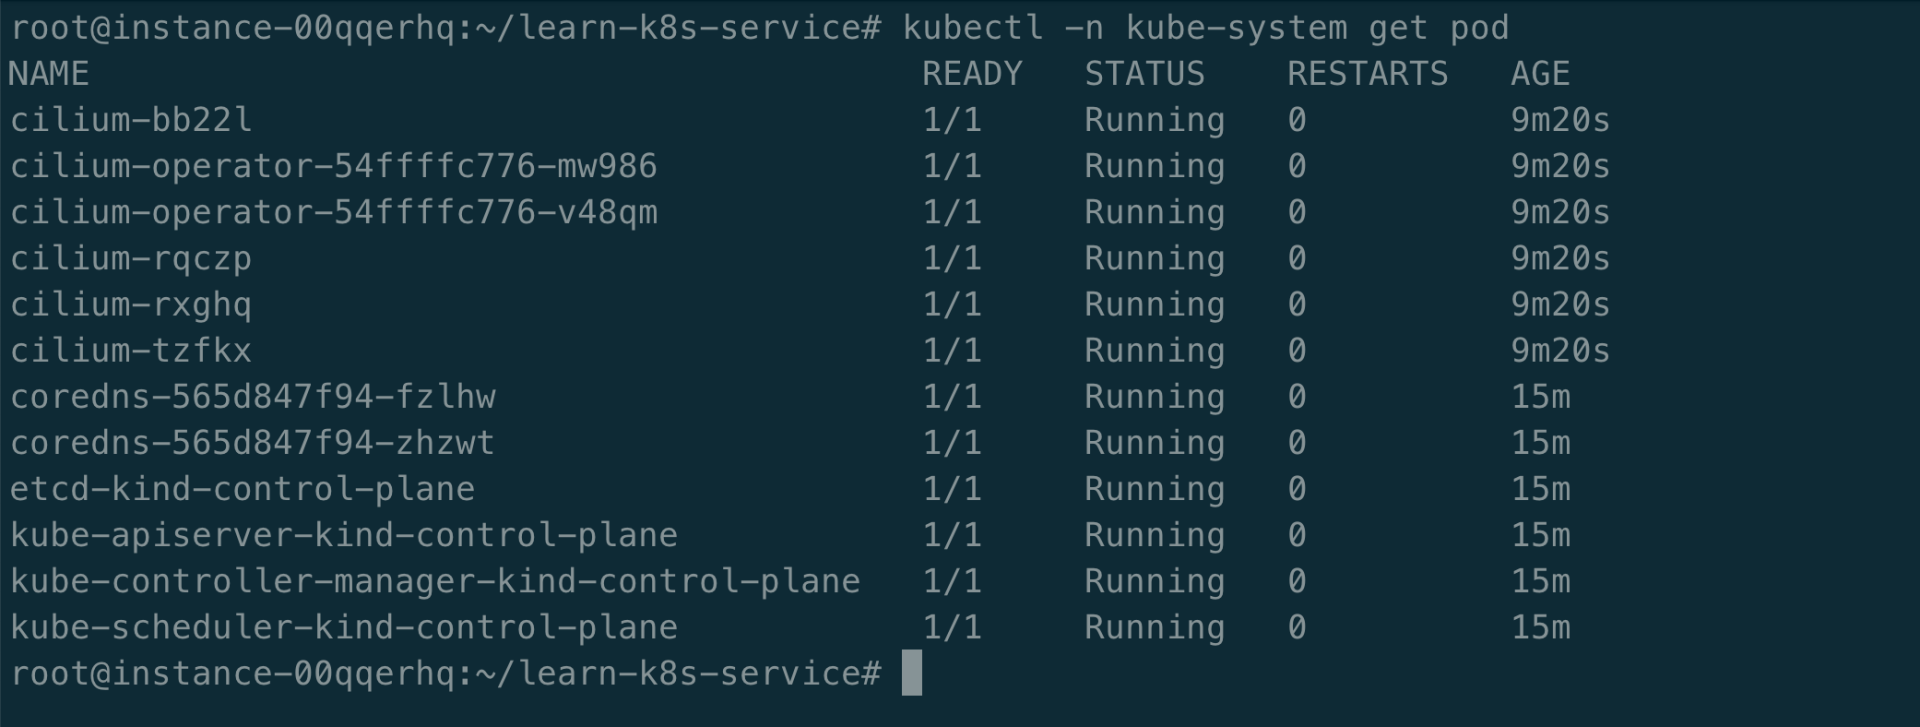 root@instance-00qqerhq:~/learn-k8s-service# kubectl -n kube-system get pod
NAME READY STATUS RESTARTS AGE
cilium-bb22l 1/1 Running 0 9m20s
cilium-operator-54ffffc776-mw986 1/1 Running 0 9m20s
cilium-operator-54ffffc776-v48qm 1/1 Running 0 9m20s
cilium-rqczp 1/1 Running 0 9m20s
cilium-rxghq 1/1 Running 0 9m20s
cilium-tzfkx 1/1 Running 0 9m20s
coredns-565d847f94-fzlhw 1/1 Running 0 15m
coredns-565d847f94-zhzwt 1/1 Running 0 15m
etcd-kind-control-plane 1/1 Running 0 15m
kube-apiserver-kind-control-plane 1/1 Running 0 15m
kube-controller-manager-kind-control-plane 1/1 Running 0 15m
kube-scheduler-kind-control-plane 1/1 Running 0 15m
root@instance-00qqerhq:~/learn-k8s-service#